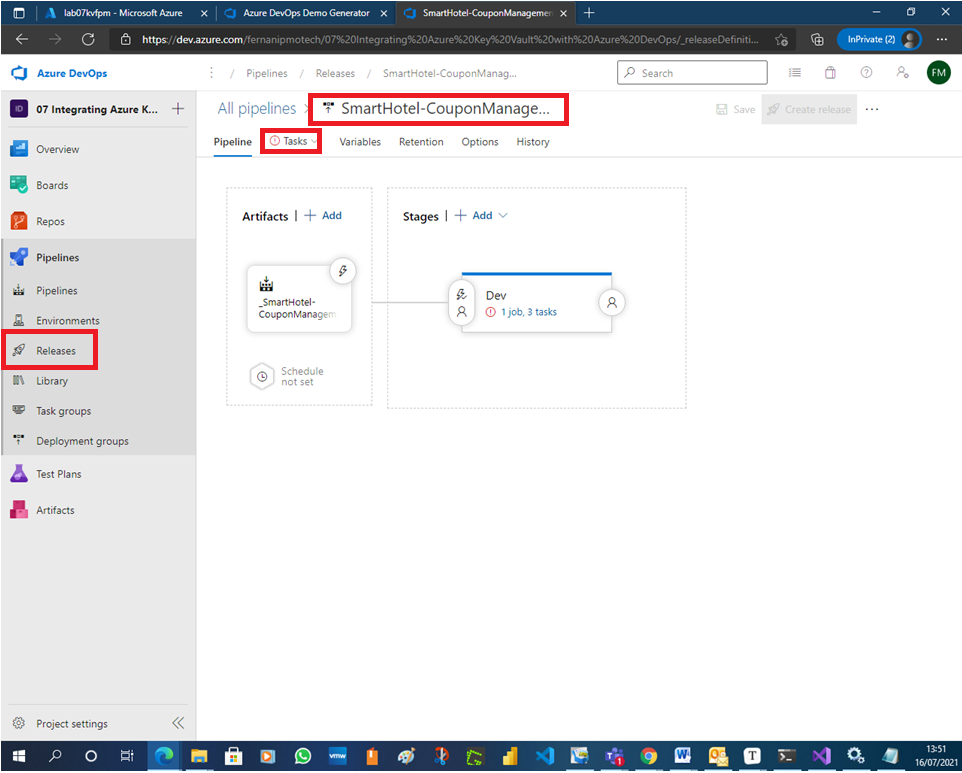 lab07kvfpm - Microsoft Azure
Azure DevOps Demo Generator
SmartHotel-CouponManagemen
https://dev.azure.com/fernanipmotech/07%20Integrating%20Azure%20Key%20Vault%20with%20Azure%20DevOps/_releaseDefiniti...
InPrivate (2)
Azure DevOps
/ Pipelines / Releases / SmartHotel-CouponManag...
Search
FM
ID
07 Integrating Azure K...
Overview
Boards
Repos
Pipelines
Pipelines
Environments
Releases
Library
Task groups
Deployment groups
Test Plans
Artifacts
Project settings
All pipelines > SmartHotel-CouponManage...
Save
Create release
Pipeline
Tasks
Variables
Retention
Options
History
Artifacts | + Add
_SmartHotel-
CouponManagem
Schedule
not set
Stages | + Add
Dev
1 job, 3 tasks
vmw
13:51
16/07/2021